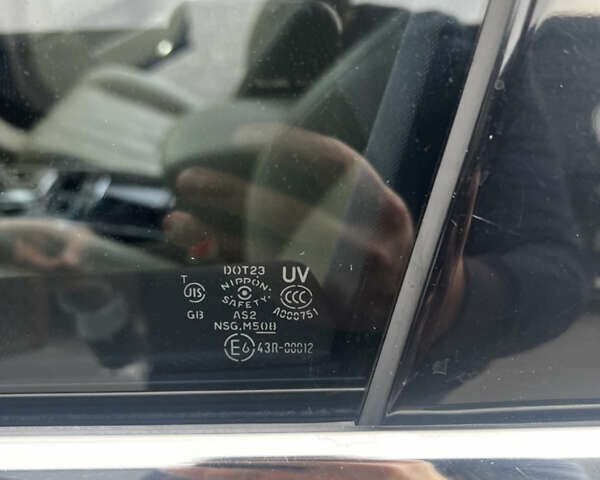 DOT23
UV
T
JIS
NIPPON
SAFETY
CCC
GB
AS2
A000751
NSG.M508
E6 43R-00012